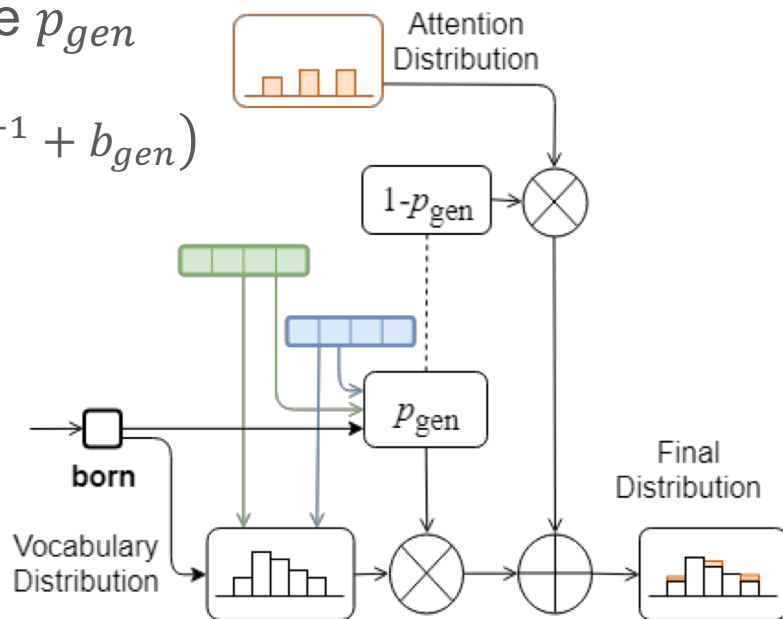 e p_gen
Attention
Distribution
⁻¹ + b_gen)
1-p_gen
p_gen
born
Final
Distribution
Vocabulary
Distribution